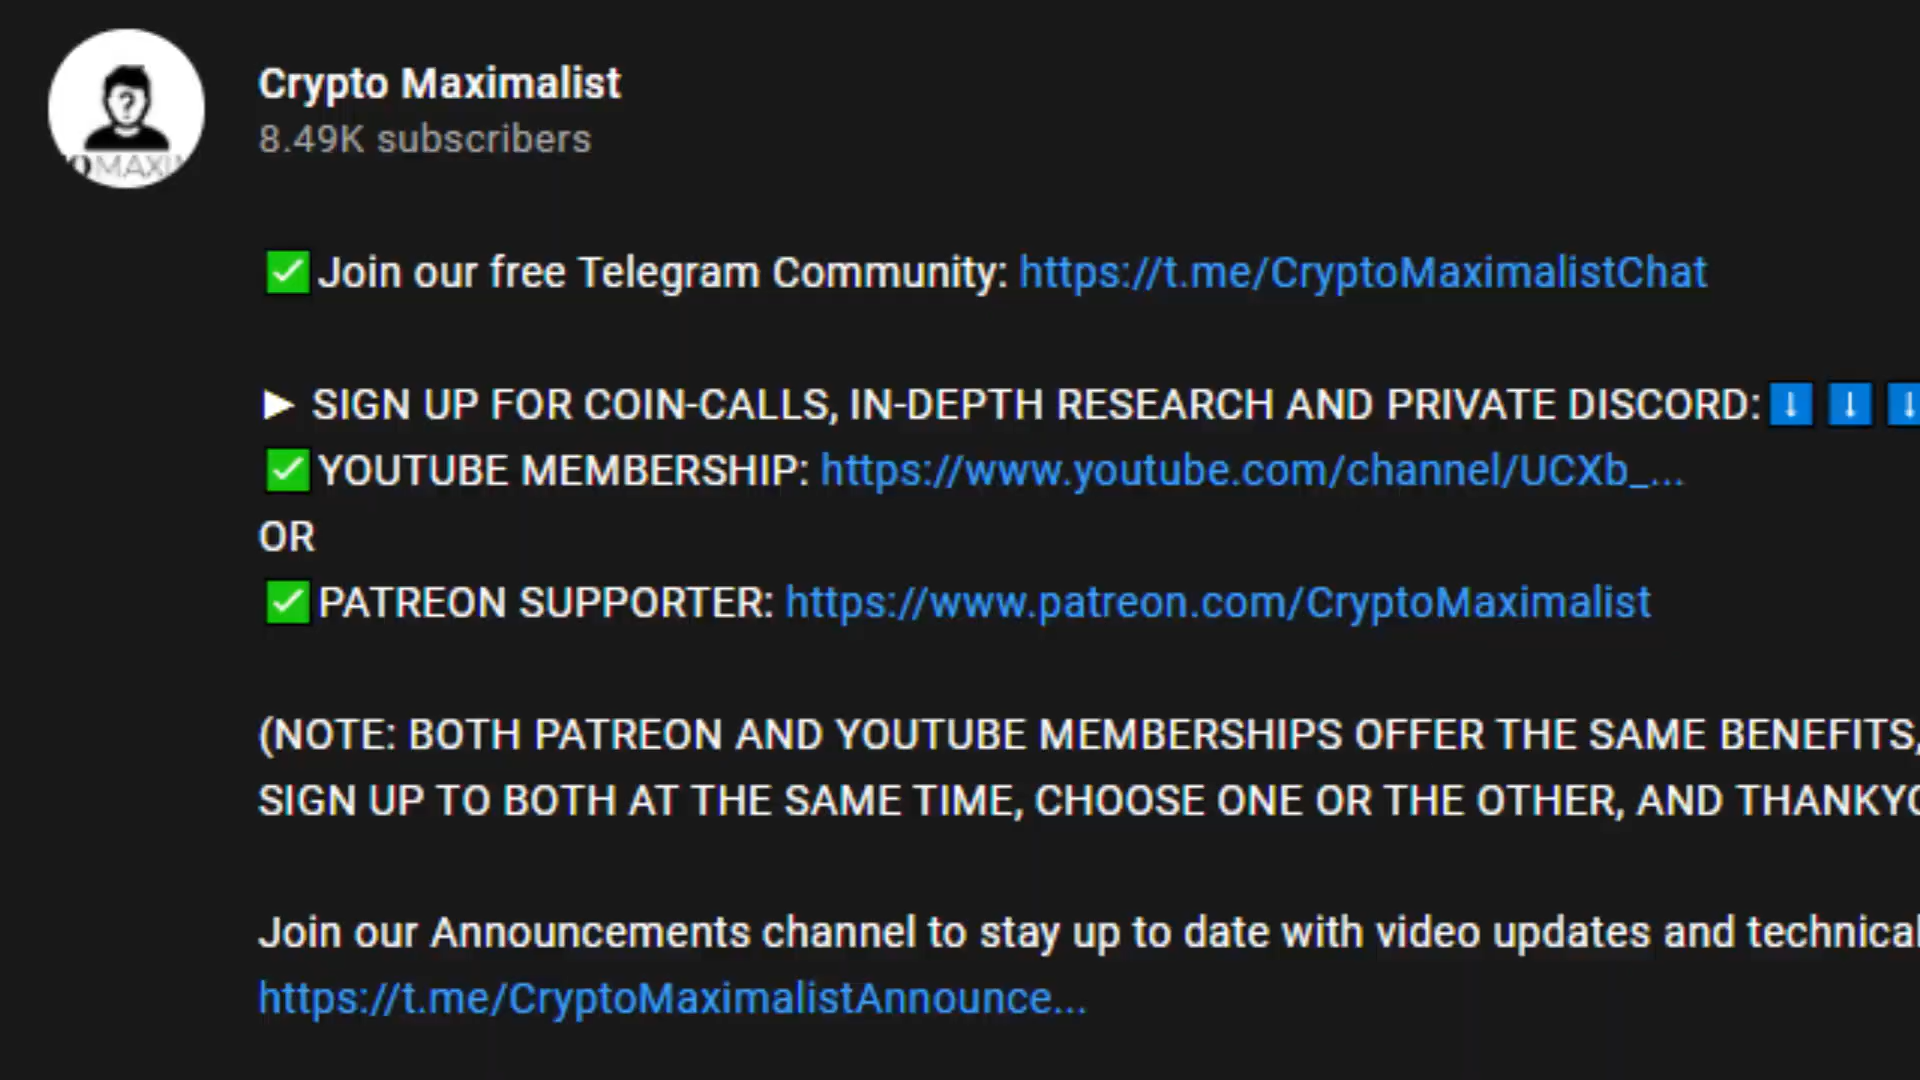 Crypto Maximalist
8.49K subscribers
MAXI
✅Join our free Telegram Community: https://t.me/CryptoMaximalistChat
► SIGN UP FOR COIN-CALLS, IN-DEPTH RESEARCH AND PRIVATE DISCORD:⬇⬇⬇
✅YOUTUBE MEMBERSHIP: https://www.youtube.com/channel/UCXb_...
OR
✅PATREON SUPPORTER: https://www.patreon.com/CryptoMaximalist
(NOTE: BOTH PATREON AND YOUTUBE MEMBERSHIPS OFFER THE SAME BENEFITS,
SIGN UP TO BOTH AT THE SAME TIME, CHOOSE ONE OR THE OTHER, AND THANKYO
Join our Announcements channel to stay up to date with video updates and technical
https://t.me/CryptoMaximalistAnnounce...